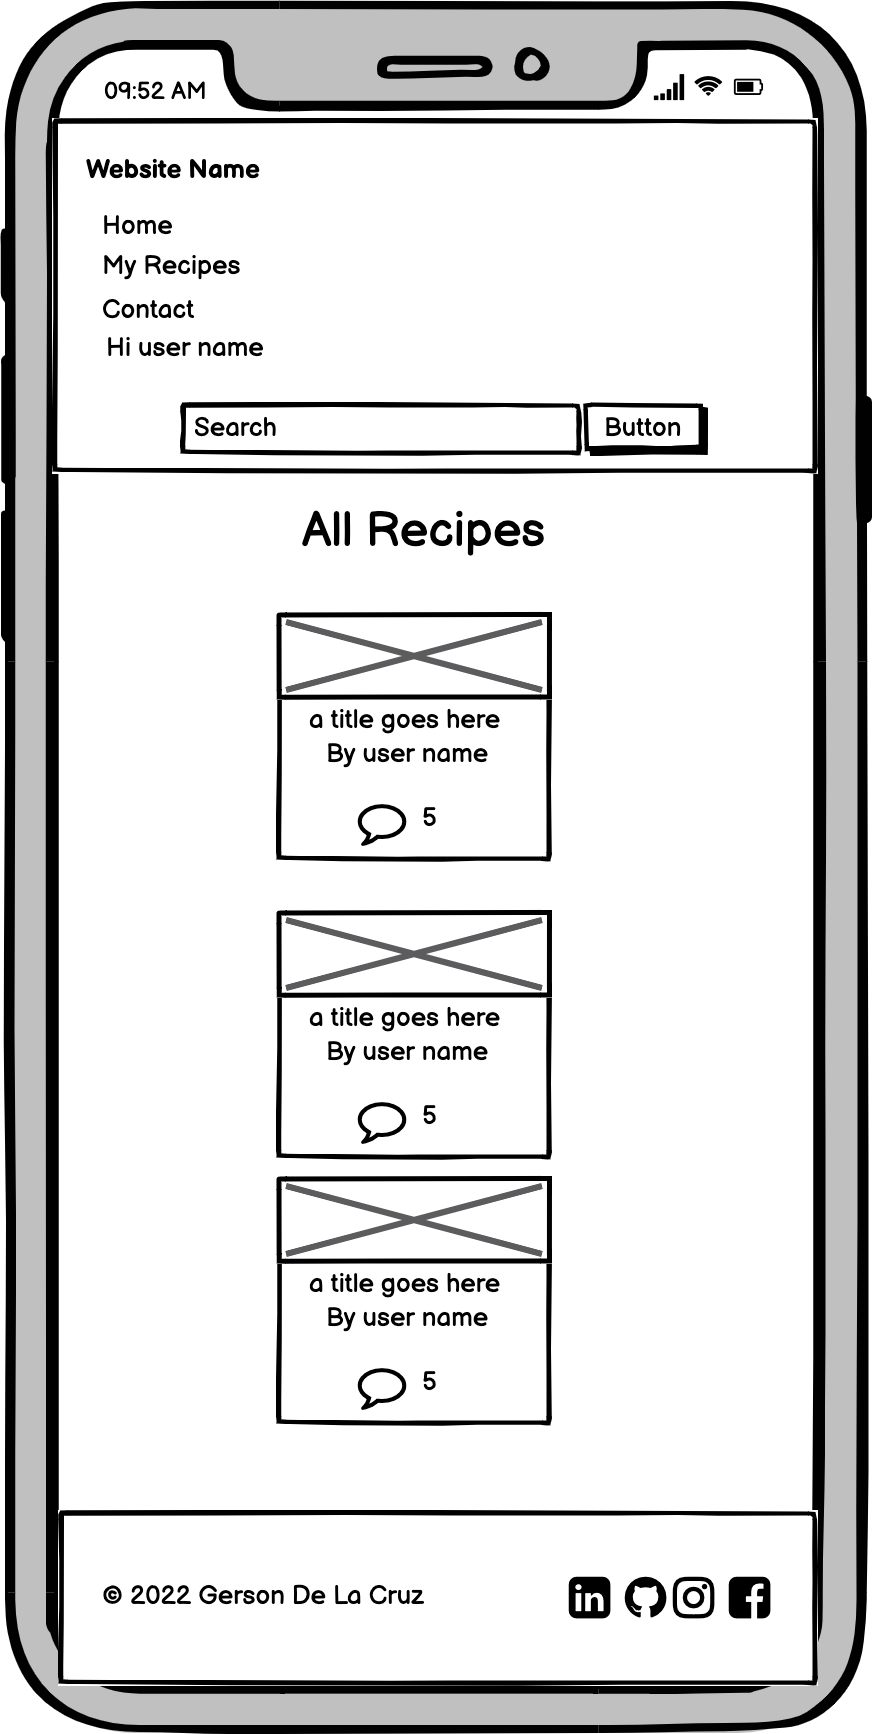 09:52 AM
Website Name
Home
My Recipes
Contact
Hi user name
Search Button
All Recipes
a title goes here
By user name
5
a title goes here
By user name
5
a title goes here
By user name
5
© 2022 Gerson De La Cruz in f